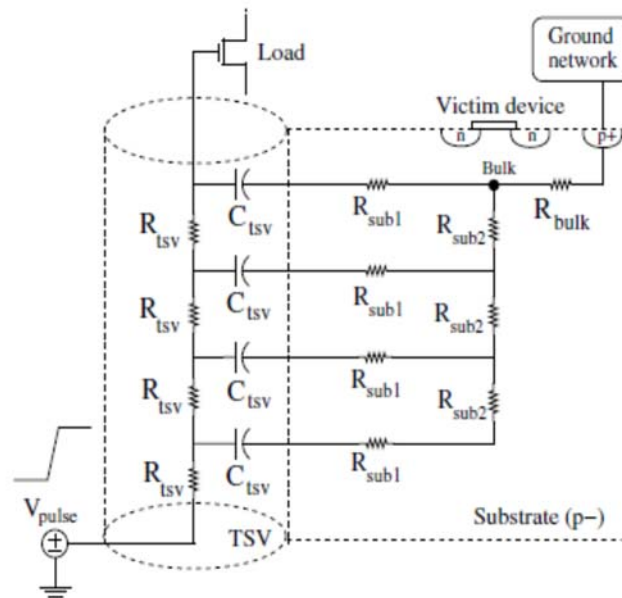 Load
Ground
network
Victim device
n
n
p+
Bulk
C_tsv
R_sub1
R_bulk
R_tsv
R_sub2
C_tsv
R_sub1
R_tsv
R_sub2
C_tsv
R_sub1
R_tsv
R_sub2
C_tsv
R_sub1
R_tsv
V_pulse
TSV
Substrate (p−)